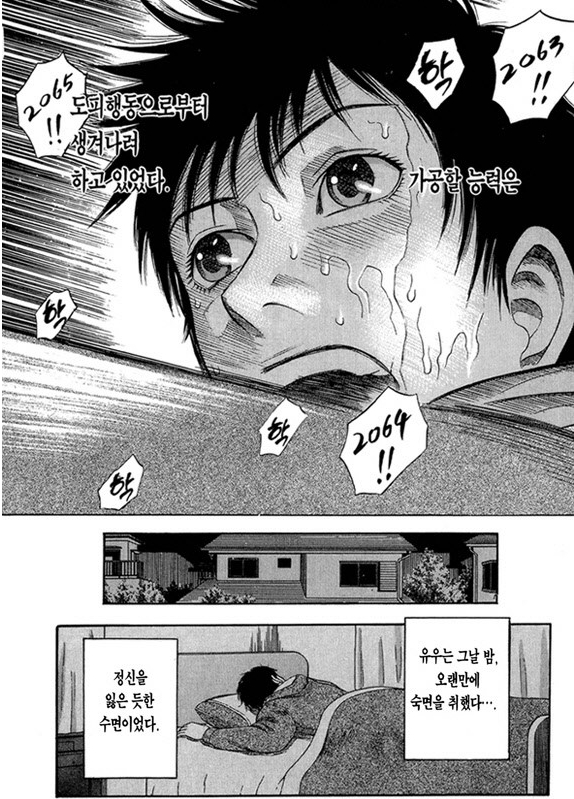 2063
!!
학
가공할 능력은
2065
!!
도피행동으로부터
생겨나려
하고 있었다.
학
2064
!!
학
학
유우는 그날 밤,
오랜만에
숙면을 취했다….
정신을
잃은 듯한
수면이었다.